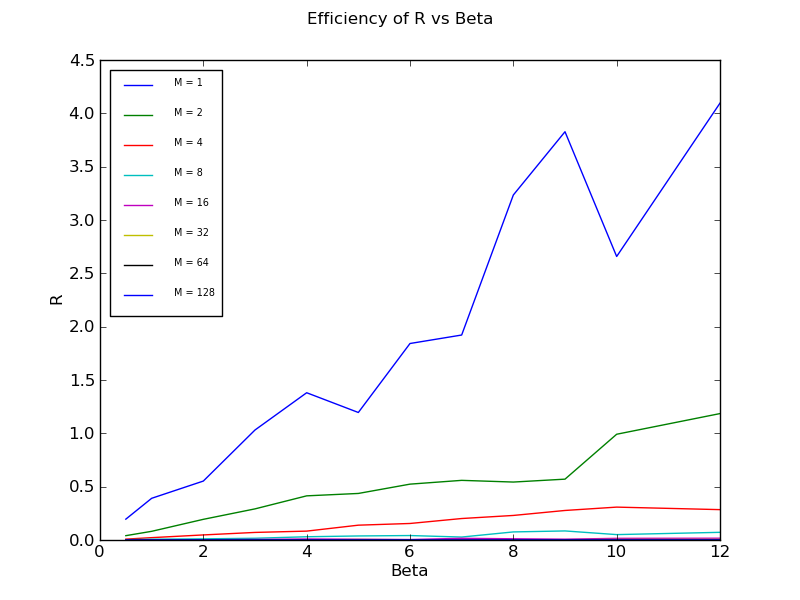 Efficiency of R vs Beta
4.5
4.0
3.5
3.0
2.5
2.0
1.5
1.0
0.5
0.0
R
M = 1
M = 2
M = 4
M = 8
M = 16
M = 32
M = 64
M = 128
0 2 4 6 8 10 12
Beta